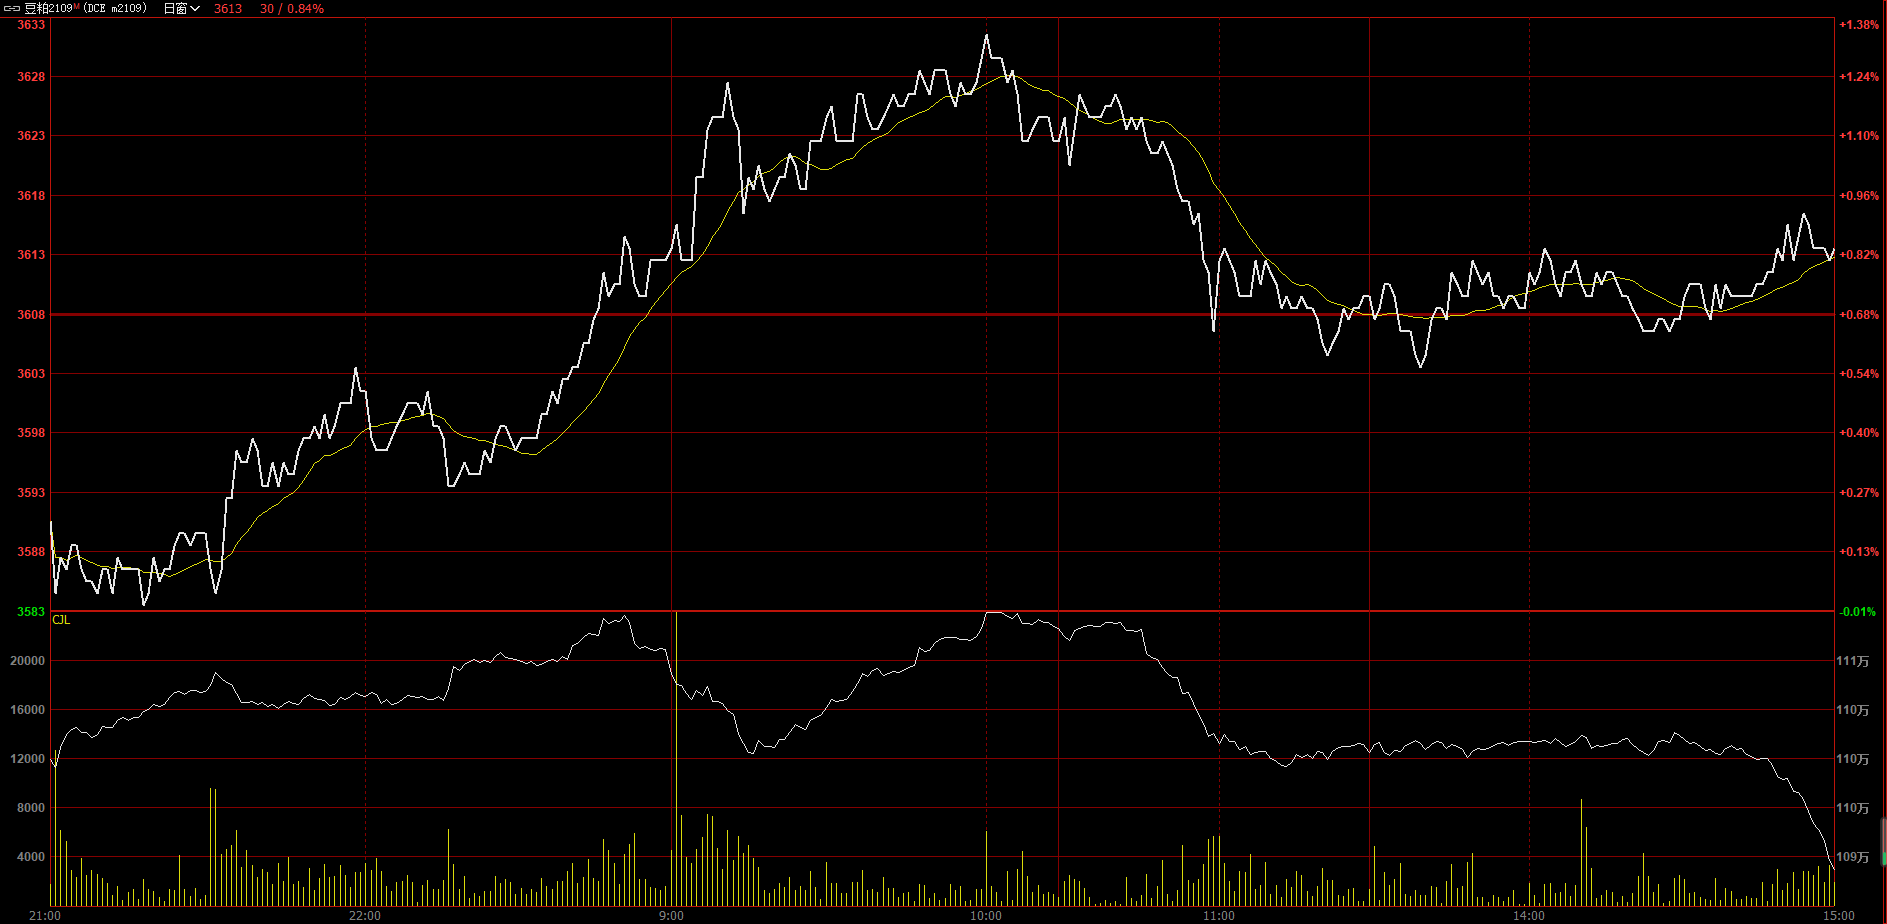 豆粕2109M (DCE m2109) 日窗 3613 30 / 0.84%
3633 +1.38%
3628 +1.24%
3623 +1.10%
3618 +0.96%
3613 +0.82%
3608 +0.68%
3603 +0.54%
3598 +0.40%
3593 +0.27%
3588 +0.13%
3583 -0.01%
CJL
20000 111万
16000 110万
12000 110万
8000 110万
4000 109万
21:00 22:00 9:00 10:00 11:00 14:00 15:00